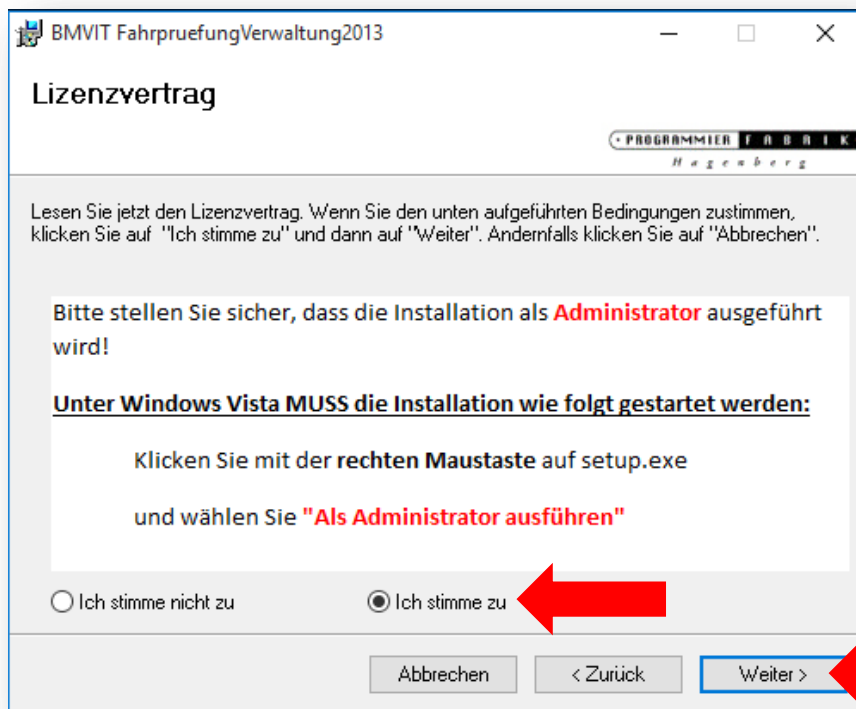 BMVIT FahrpruefungVerwaltung2013
Lizenzvertrag
PROGRAMMIER FABRIK
Hagenberg
Lesen Sie jetzt den Lizenzvertrag. Wenn Sie den unten aufgeführten Bedingungen zustimmen,
klicken Sie auf "Ich stimme zu" und dann auf "Weiter". Andernfalls klicken Sie auf "Abbrechen".
Bitte stellen Sie sicher, dass die Installation als Administrator ausgeführt
wird!
Unter Windows Vista MUSS die Installation wie folgt gestartet werden:
Klicken Sie mit der rechten Maustaste auf setup.exe
und wählen Sie "Als Administrator ausführen"
Ich stimme nicht zu
Ich stimme zu
Abbrechen
< Zurück
Weiter >